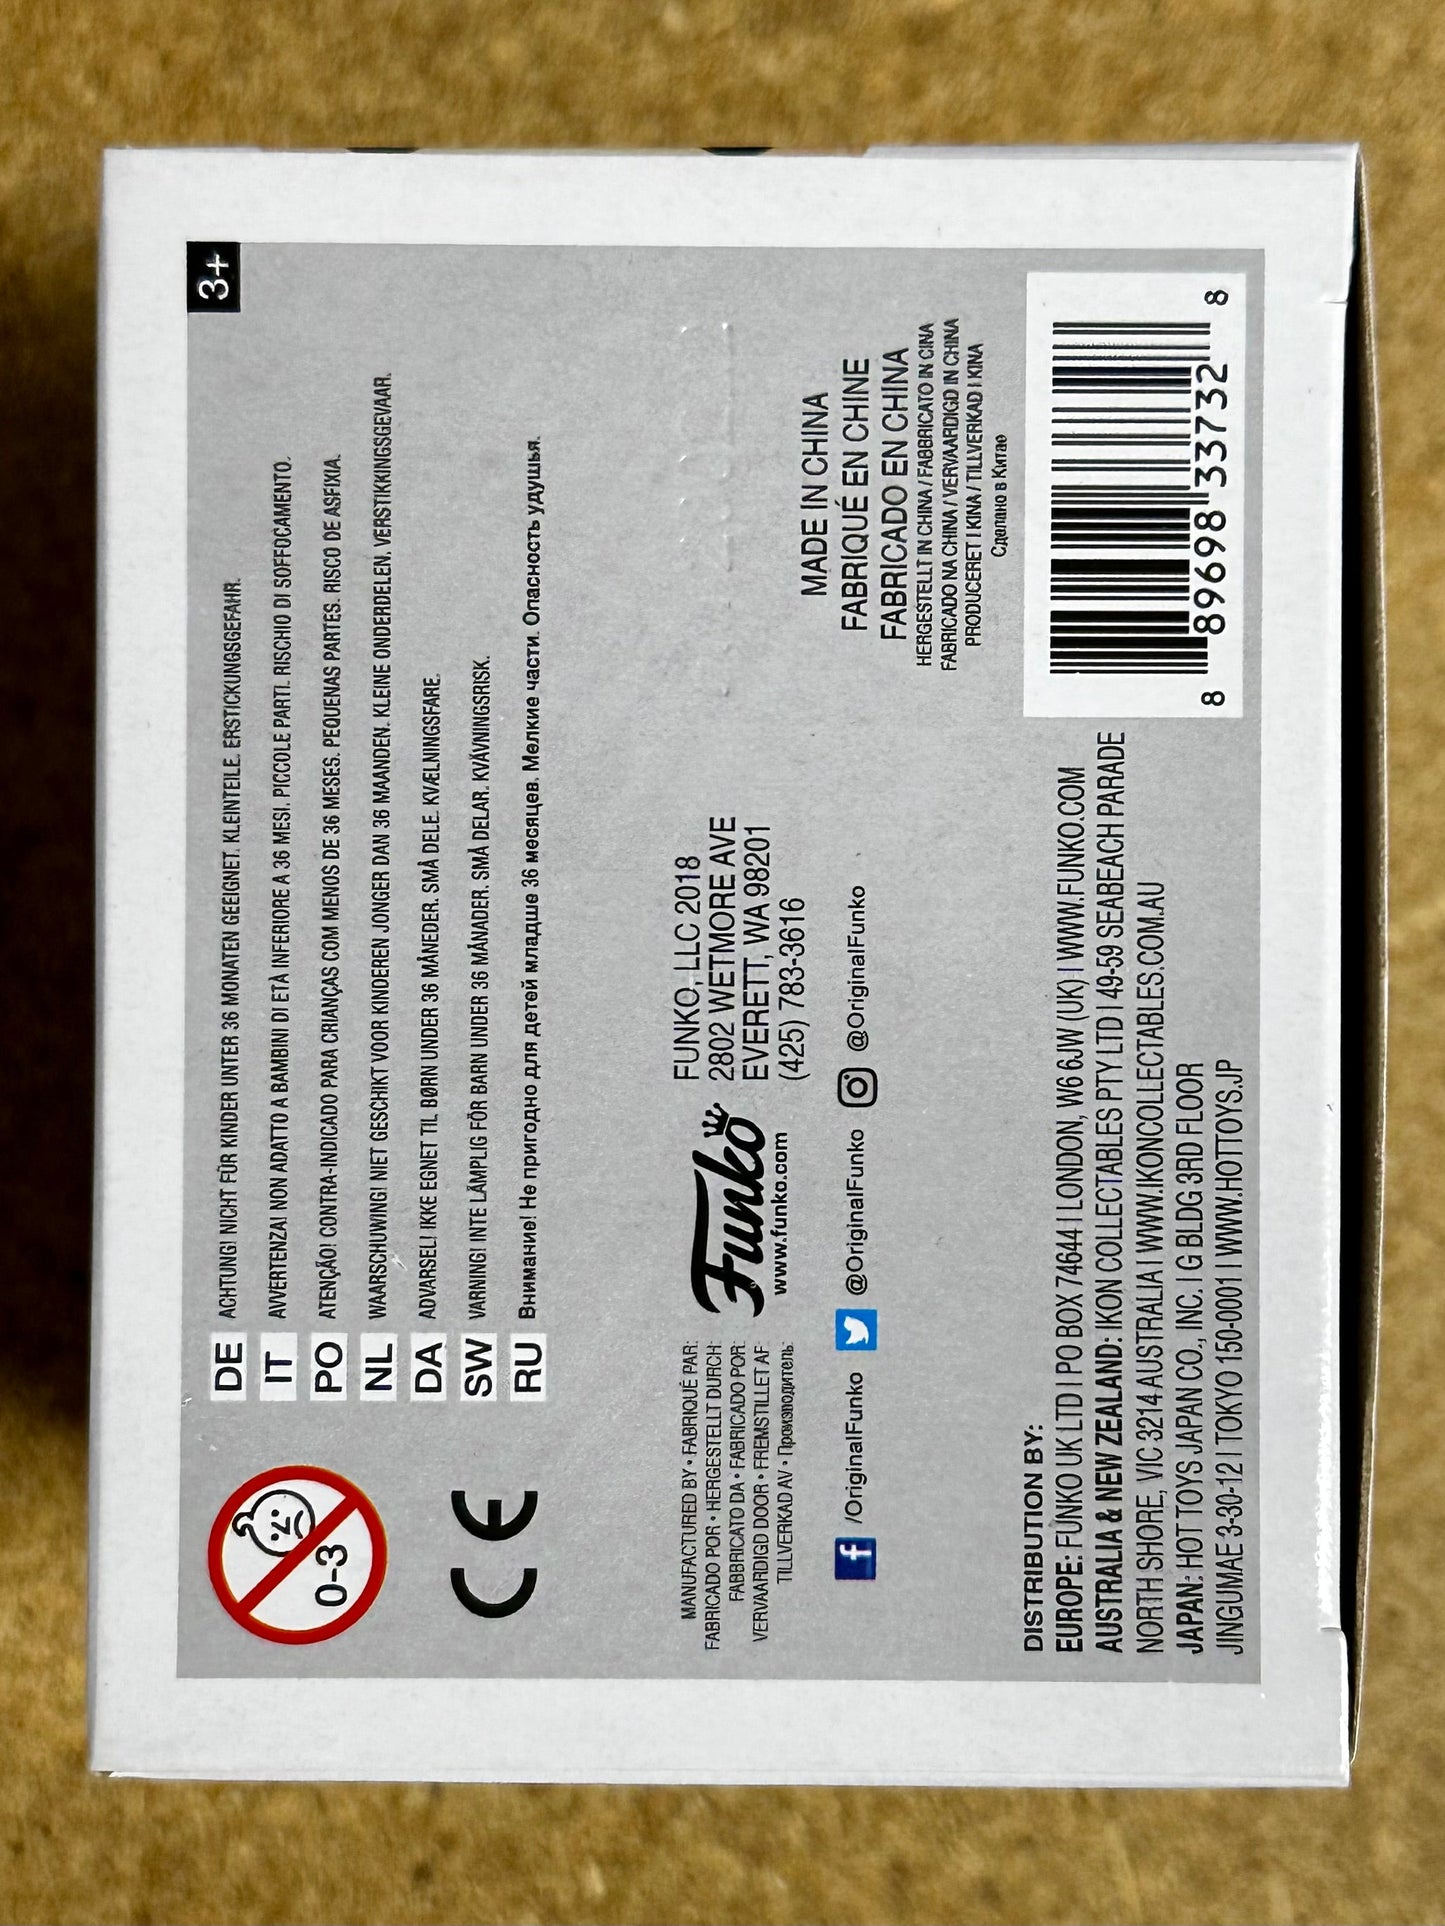 3+
0-3
DE ACHTUNG! NICHT FÜR KINDER UNTER 36 MONATEN GEEIGNET. KLEINTEILE. ERSTICKUNGSGEFAHR.
IT AVVERTENZA! NON ADATTO A BAMBINI DI ETÀ INFERIORE A 36 MESI. PICCOLE PARTI. RISCHIO DI SOFFOCAMENTO.
PO ATENÇÃO! CONTRA-INDICADO PARA CRIANÇAS COM MENOS DE 36 MESES. PEQUENAS PARTES. RISCO DE ASFIXIA.
NL WAARSCHUWING! NIET GESCHIKT VOOR KINDEREN JONGER DAN 36 MAANDEN. KLEINE ONDERDELEN. VERSTIKKINGSGEVAAR.
DA ADVARSEL! IKKE EGNET TIL BØRN UNDER 36 MÅNEDER. SMÅ DELE. KVÆLNINGSFARE.
SW VARNING! INTE LÄMPLIG FÖR BARN UNDER 36 MÅNADER. SMÅ DELAR. KVÄVNINGSRISK.
RU Внимание! Не пригодно для детей младше 36 месяцев. Мелкие части. Опасность удушья.
CE
MANUFACTURED BY • FABRIQUÉ PAR:
FABRICADO POR • HERGESTELLT DURCH:
FABBRICATO DA • FABRICADO POR:
VERVAARDIGD DOOR • FREMSTILLET AF:
TILLVERKAD AV • Производитель:
Funko
www.funko.com
FUNKO, LLC 2018
2802 WETMORE AVE
EVERETT, WA 98201
(425) 783-3616
f /OriginalFunko @OriginalFunko @OriginalFunko
MADE IN CHINA
FABRIQUÉ EN CHINE
FABRICADO EN CHINA
HERGESTELLT IN CHINA / FABBRICATO IN CINA
FABRICADO NA CHINA / VERVAARDIGD IN CHINA
PRODUCERET I KINA / TILLVERKAD I KINA
Сделано в Китае
DISTRIBUTION BY:
EUROPE: FUNKO UK LTD | PO BOX 74644 | LONDON, W6 6JW (UK) | WWW.FUNKO.COM
AUSTRALIA & NEW ZEALAND: IKON COLLECTABLES PTY LTD | 49-59 SEABEACH PARADE
NORTH SHORE, VIC 3214 AUSTRALIA | WWW.IKONCOLLECTABLES.COM.AU
JAPAN: HOT TOYS JAPAN CO., INC. | G BLDG 3RD FLOOR
JINGUMAE 3-30-12 | TOKYO 150-0001 | WWW.HOTTOYS.JP
8 89698 33732 8